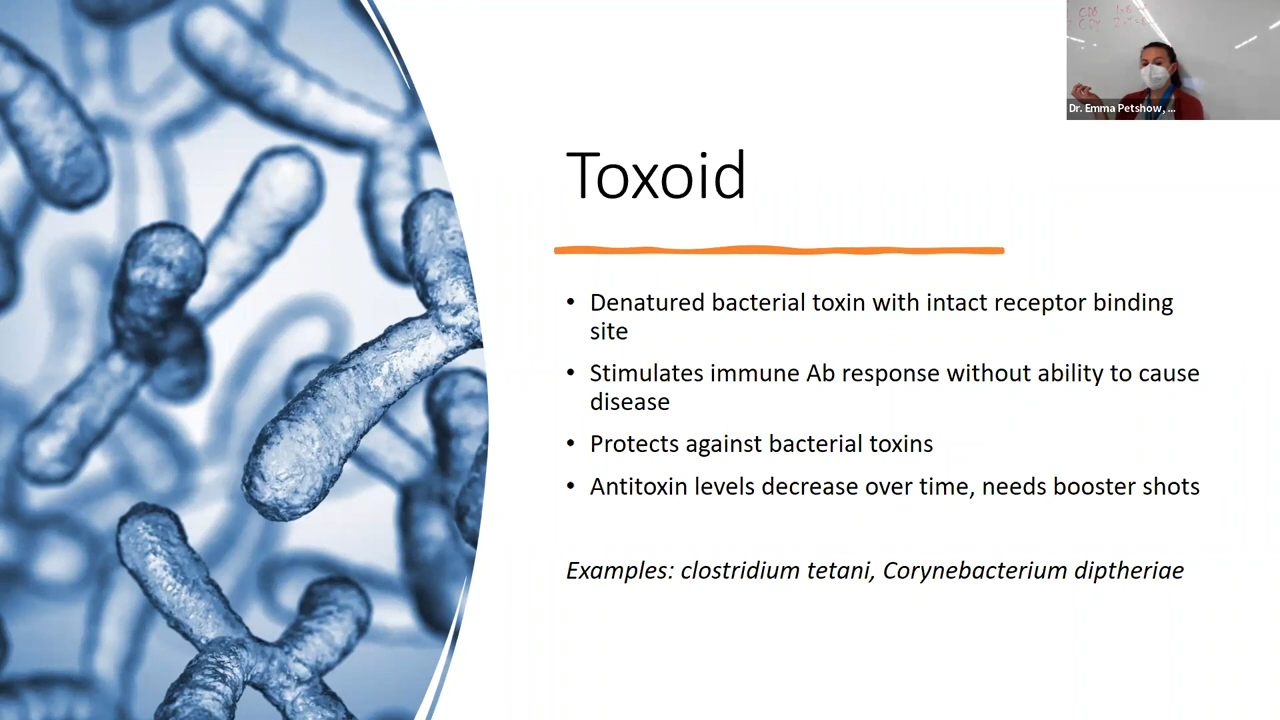 Dr. Emma Petshow, ...
Toxoid
• Denatured bacterial toxin with intact receptor binding
site
• Stimulates immune Ab response without ability to cause
disease
• Protects against bacterial toxins
• Antitoxin levels decrease over time, needs booster shots
Examples: clostridium tetani, Corynebacterium diptheriae